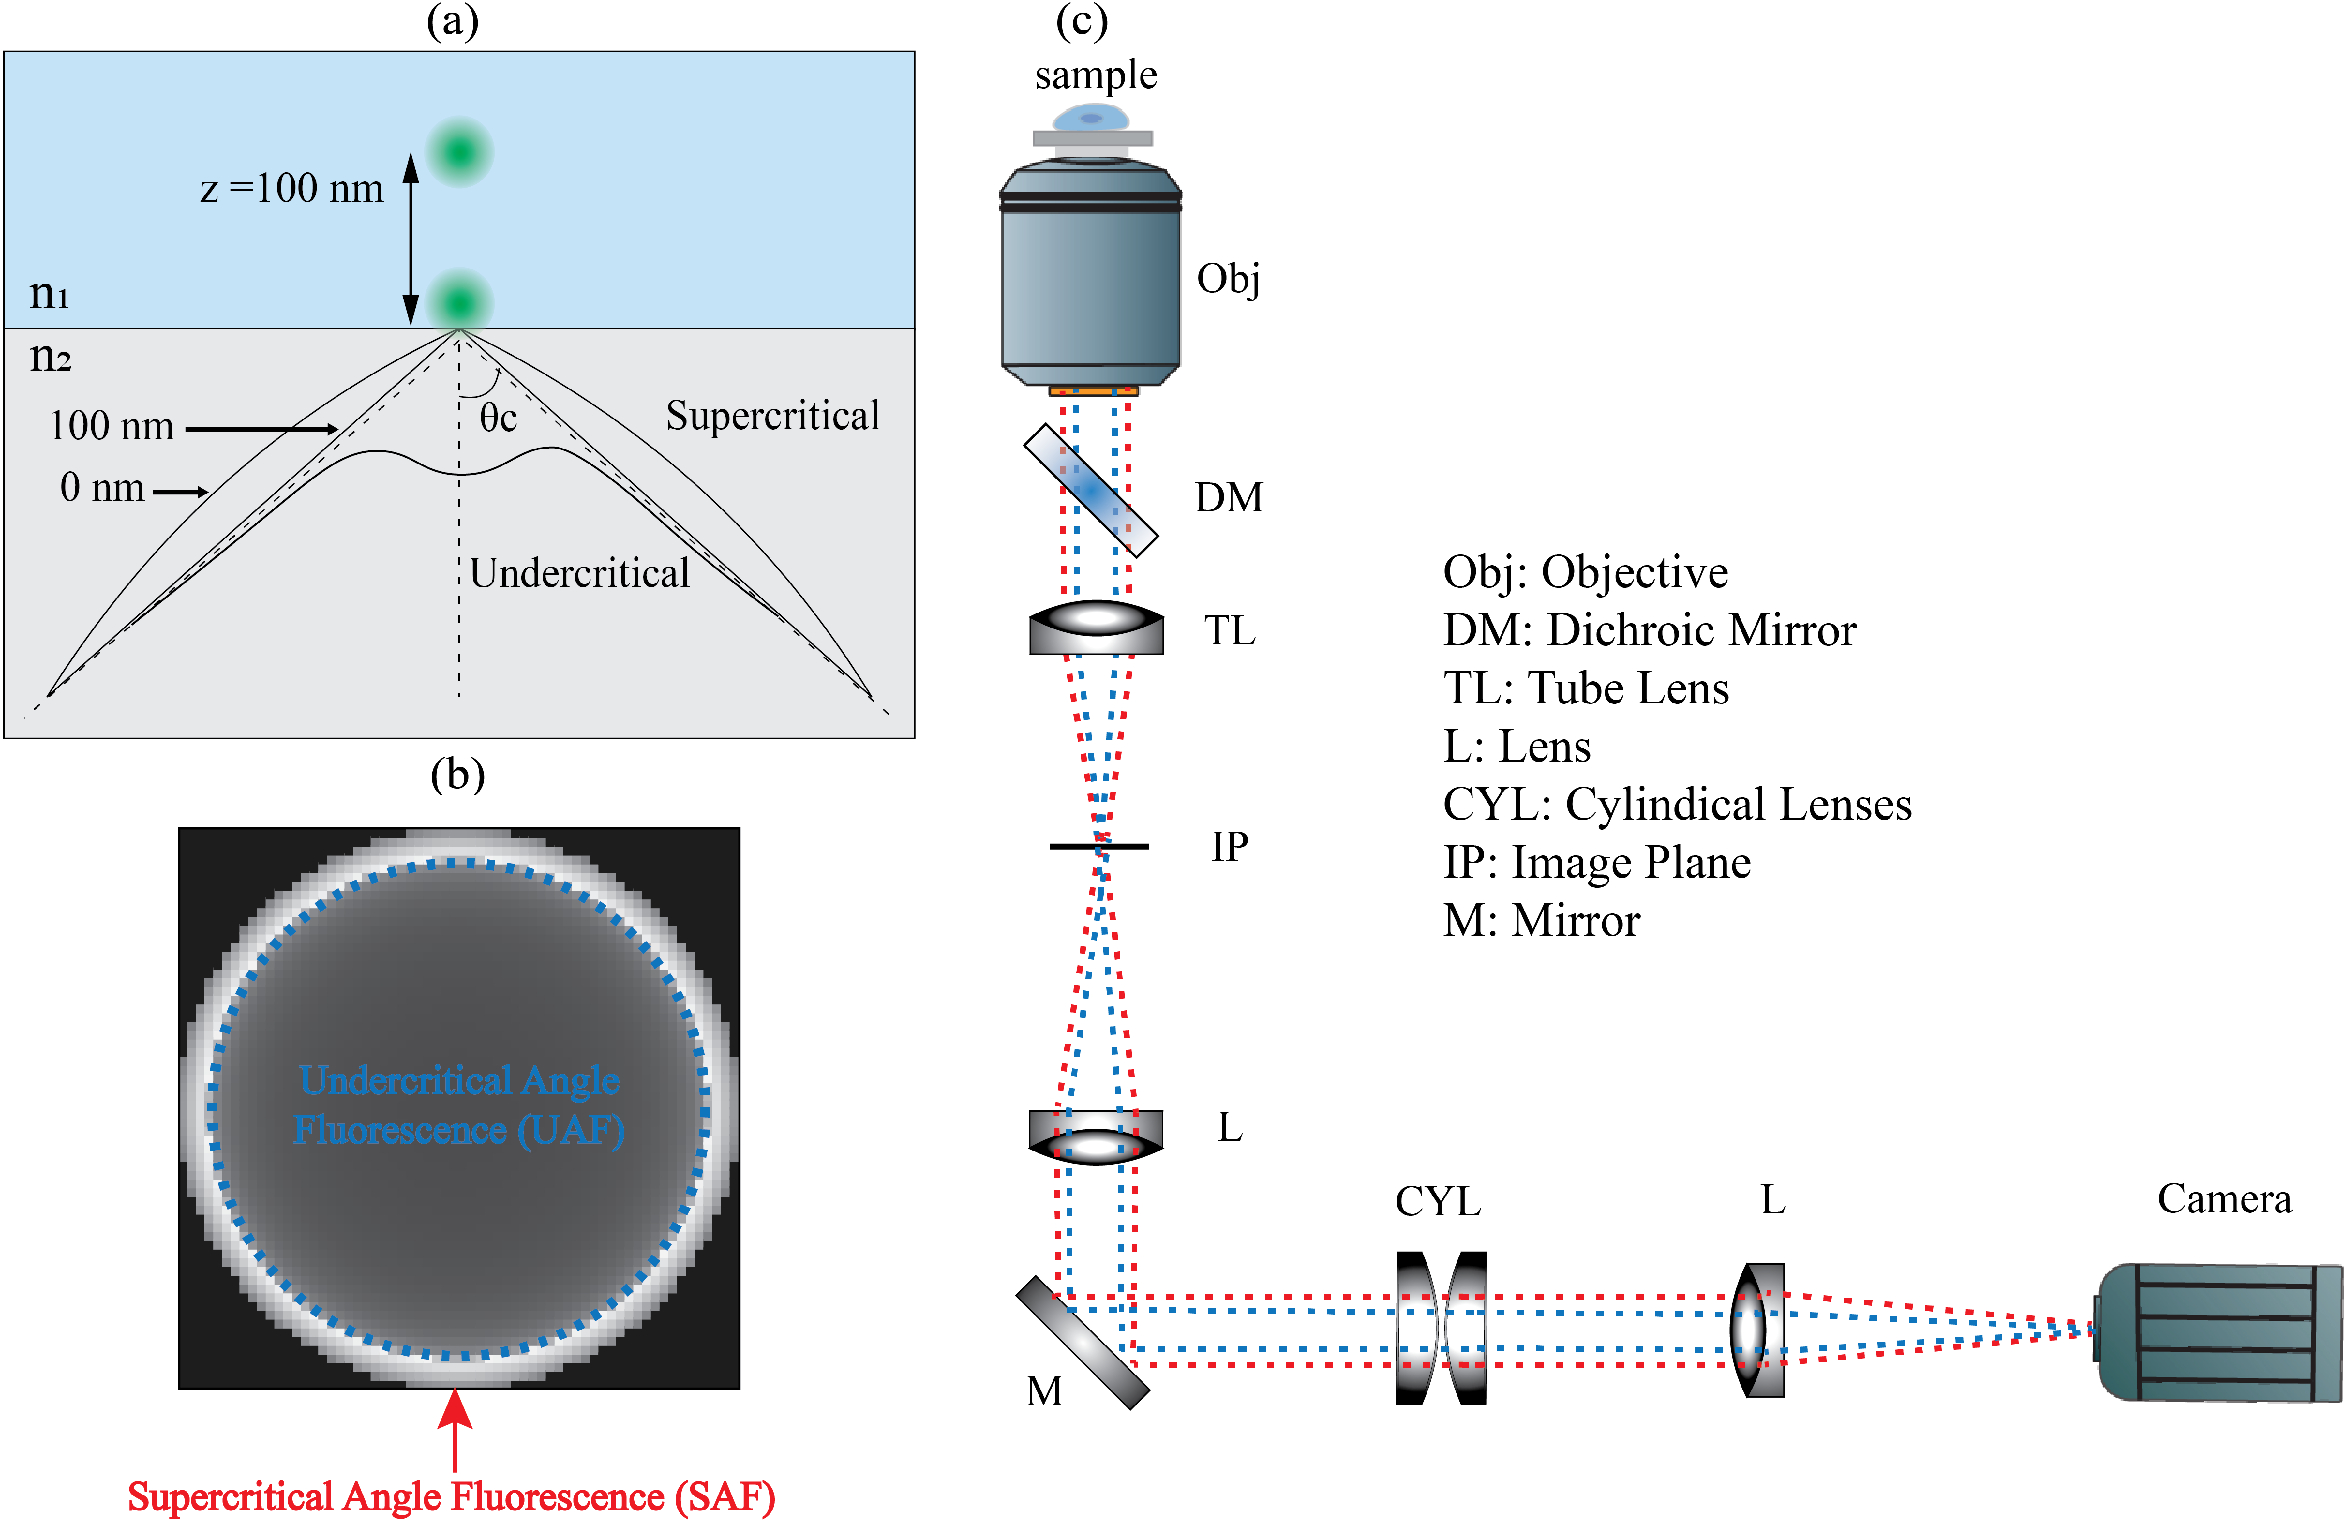 (a)
z =100 nm
n₁
n₂
100 nm
0 nm
θc
Supercritical
Undercritical
(b)
Undercritical Angle
Fluorescence (UAF)
Supercritical Angle Fluorescence (SAF)
(c)
sample
Obj
DM
TL
IP
L
M
CYL
L
Camera
Obj: Objective
DM: Dichroic Mirror
TL: Tube Lens
L: Lens
CYL: Cylindical Lenses
IP: Image Plane
M: Mirror